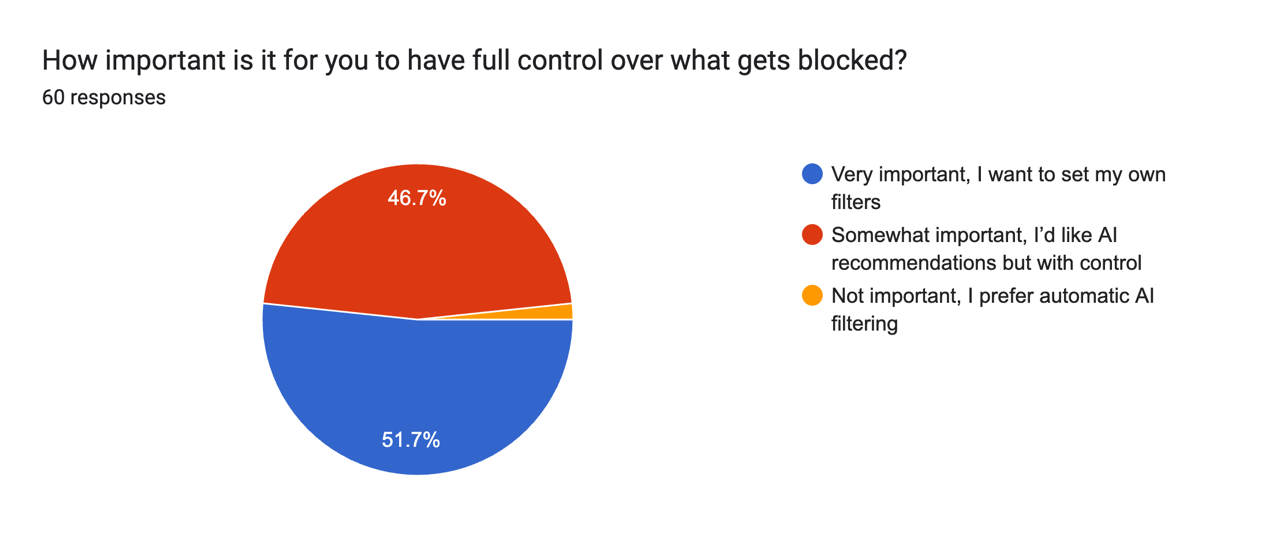 How important is it for you to have full control over what gets blocked?
60 responses
46.7%
51.7%
Very important, I want to set my own
filters
Somewhat important, I’d like AI
recommendations but with control
Not important, I prefer automatic AI
filtering